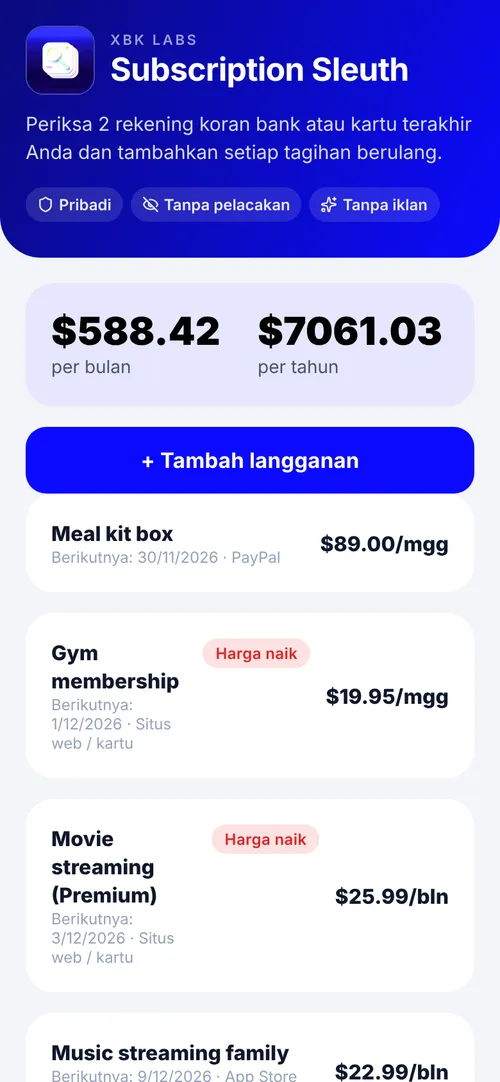 XBK LABS
Subscription Sleuth
Periksa 2 rekening koran bank atau kartu terakhir
Anda dan tambahkan setiap tagihan berulang.
Pribadi
Tanpa pelacakan
Tanpa iklan
$588.42
per bulan
$7061.03
per tahun
+ Tambah langganan
Meal kit box
Berikutnya: 30/11/2026 · PayPal
$89.00/mgg
Gym
membership
Harga naik
Berikutnya:
1/12/2026 · Situs
web / kartu
$19.95/mgg
Movie
streaming
(Premium)
Harga naik
Berikutnya:
3/12/2026 · Situs
web / kartu
$25.99/bln
Music streaming family
Berikutnya: 9/12/2026 · App Store
$22.99/bln